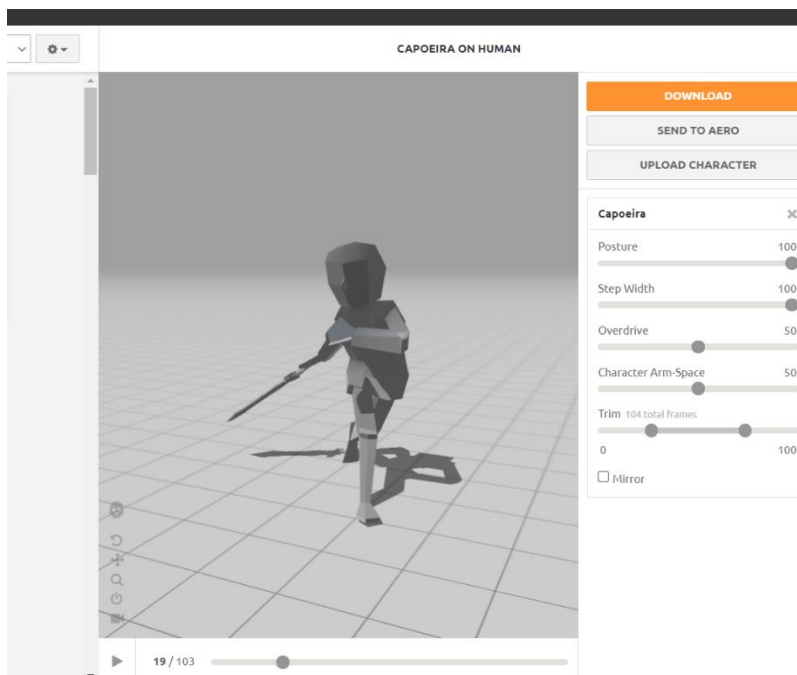 CAPOEIRA ON HUMAN
DOWNLOAD
SEND TO AERO
UPLOAD CHARACTER
Capoeira
Posture 100
Step Width 100
Overdrive 50
Character Arm-Space 50
Trim 104 total frames
0 100
Mirror
19 / 103